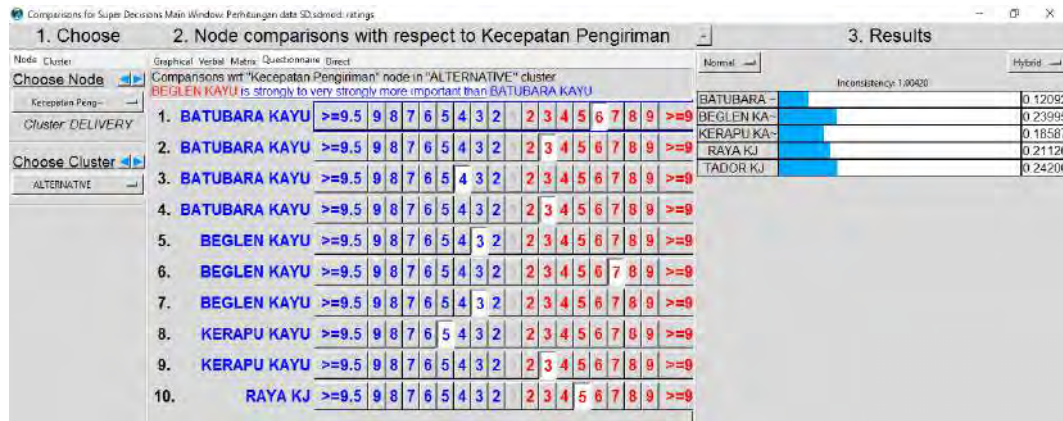 Comparisons for Super Decisions Main Window: Perhitungan data SD.sdmod: ratings
1. Choose
Node Cluster
Choose Node
Kecepatan Peng~
Cluster: DELIVERY
Choose Cluster
ALTERNATIVE
2. Node comparisons with respect to Kecepatan Pengiriman
Graphical Verbal Matrix Questionnaire Direct
Comparisons wrt "Kecepatan Pengiriman" node in "ALTERNATIVE" cluster
BEGLEN KAYU is strongly to very strongly more important than BATUBARA KAYU
1. BATUBARA KAYU >=9.5 9 8 7 6 5 4 3 2 2 3 4 5 6 7 8 9 >=9
2. BATUBARA KAYU >=9.5 9 8 7 6 5 4 3 2 2 3 4 5 6 7 8 9 >=9
3. BATUBARA KAYU >=9.5 9 8 7 6 5 4 3 2 2 3 4 5 6 7 8 9 >=9
4. BATUBARA KAYU >=9.5 9 8 7 6 5 4 3 2 2 3 4 5 6 7 8 9 >=9
5. BEGLEN KAYU >=9.5 9 8 7 6 5 4 3 2 2 3 4 5 6 7 8 9 >=9
6. BEGLEN KAYU >=9.5 9 8 7 6 5 4 3 2 2 3 4 5 6 7 8 9 >=9
7. BEGLEN KAYU >=9.5 9 8 7 6 5 4 3 2 2 3 4 5 6 7 8 9 >=9
8. KERAPU KAYU >=9.5 9 8 7 6 5 4 3 2 2 3 4 5 6 7 8 9 >=9
9. KERAPU KAYU >=9.5 9 8 7 6 5 4 3 2 2 3 4 5 6 7 8 9 >=9
10. RAYA KJ >=9.5 9 8 7 6 5 4 3 2 2 3 4 5 6 7 8 9 >=9
3. Results
Normal Hybrid
Inconsistency: 1.00420
BATUBARA ~ 0.12092
BEGLEN KA~ 0.23995
KERAPU KA~ 0.18587
RAYA KJ 0.21126
TADOR KJ 0.24206